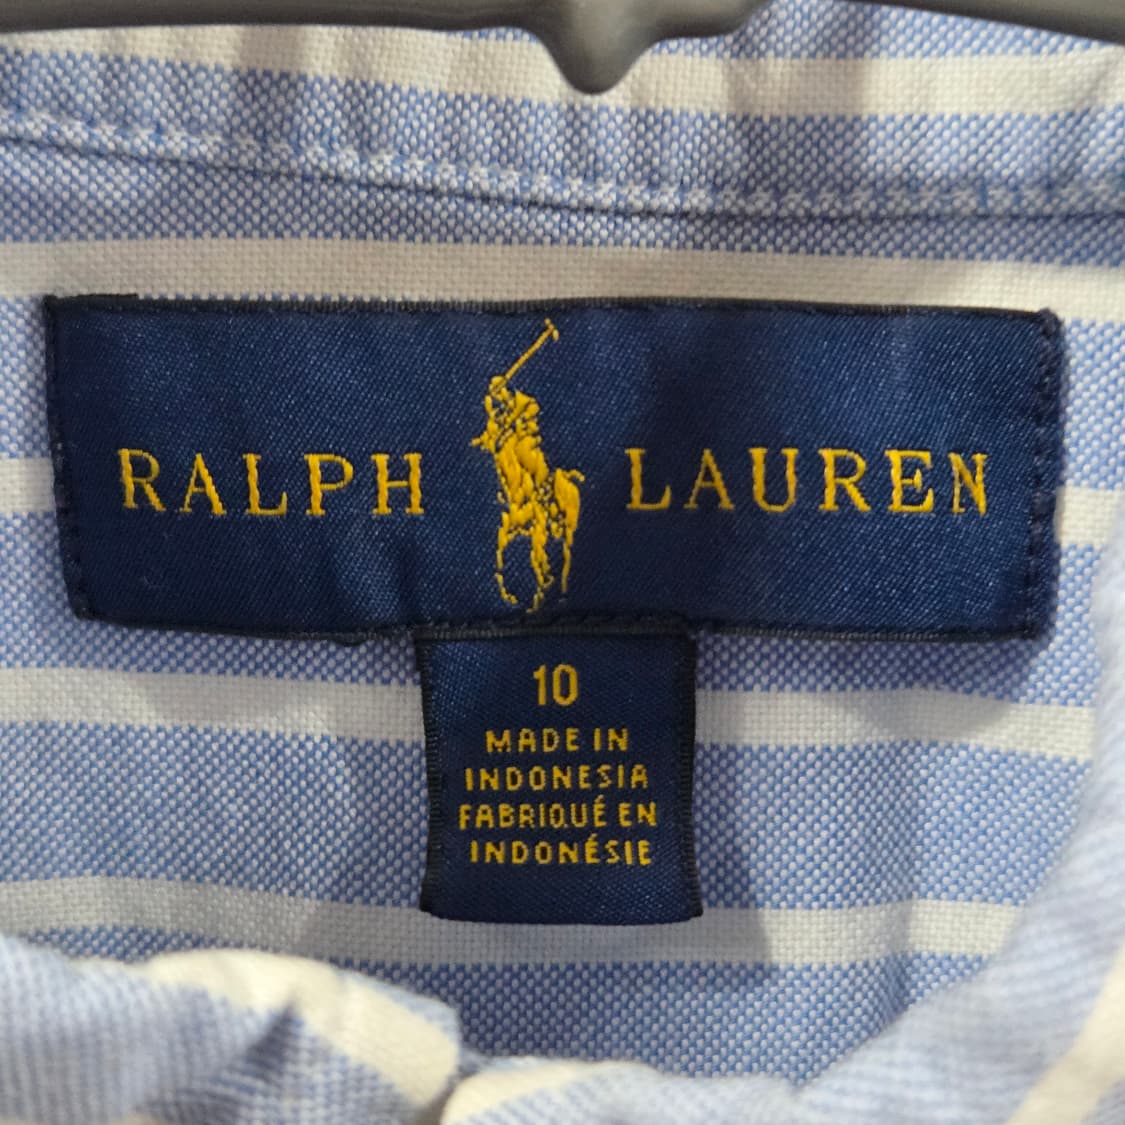 RALPH LAUREN
10
MADE IN
INDONESIA
FABRIQUÉ EN
INDONÉSIE